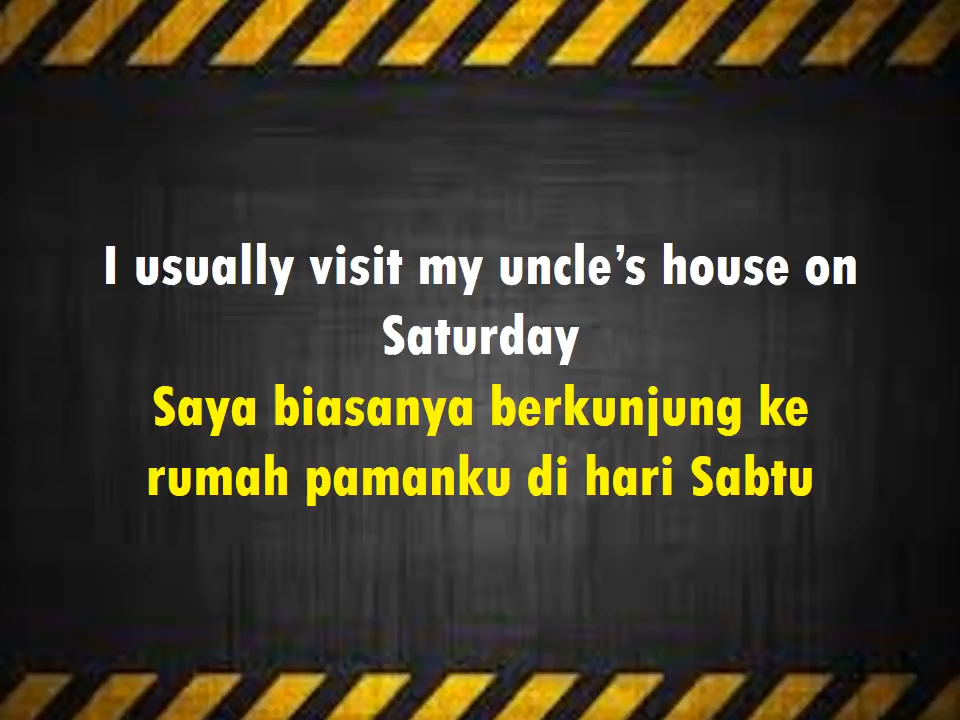 I usually visit my uncle’s house on
Saturday
Saya biasanya berkunjung ke
rumah pamanku di hari Sabtu